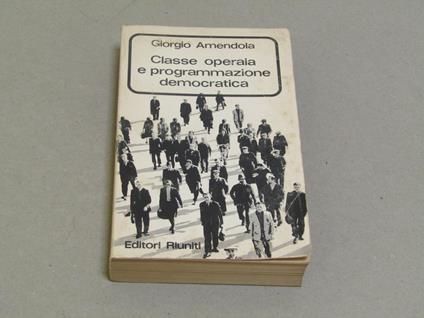 Giorgio Amendola
Classe operaia
e programmazione
democratica
Editori Riuniti